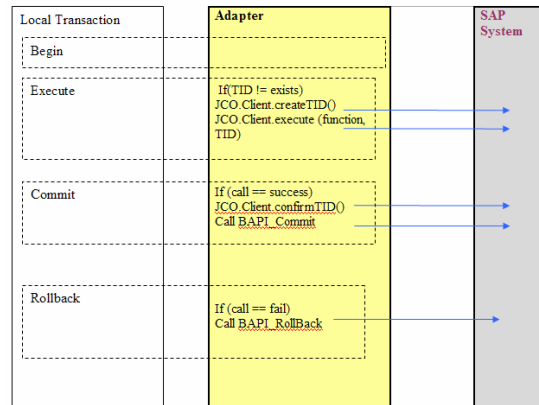 Local Transaction
Adapter
SAP
System
Begin
Execute
If(TID != exists)
JCO.Client.createTID()
JCO.Client.execute (function,
TID)
Commit
If (call == success)
JCO.Client.confirmTID()
Call BAPI_Commit
Rollback
If (call == fail)
Call BAPI_RollBack